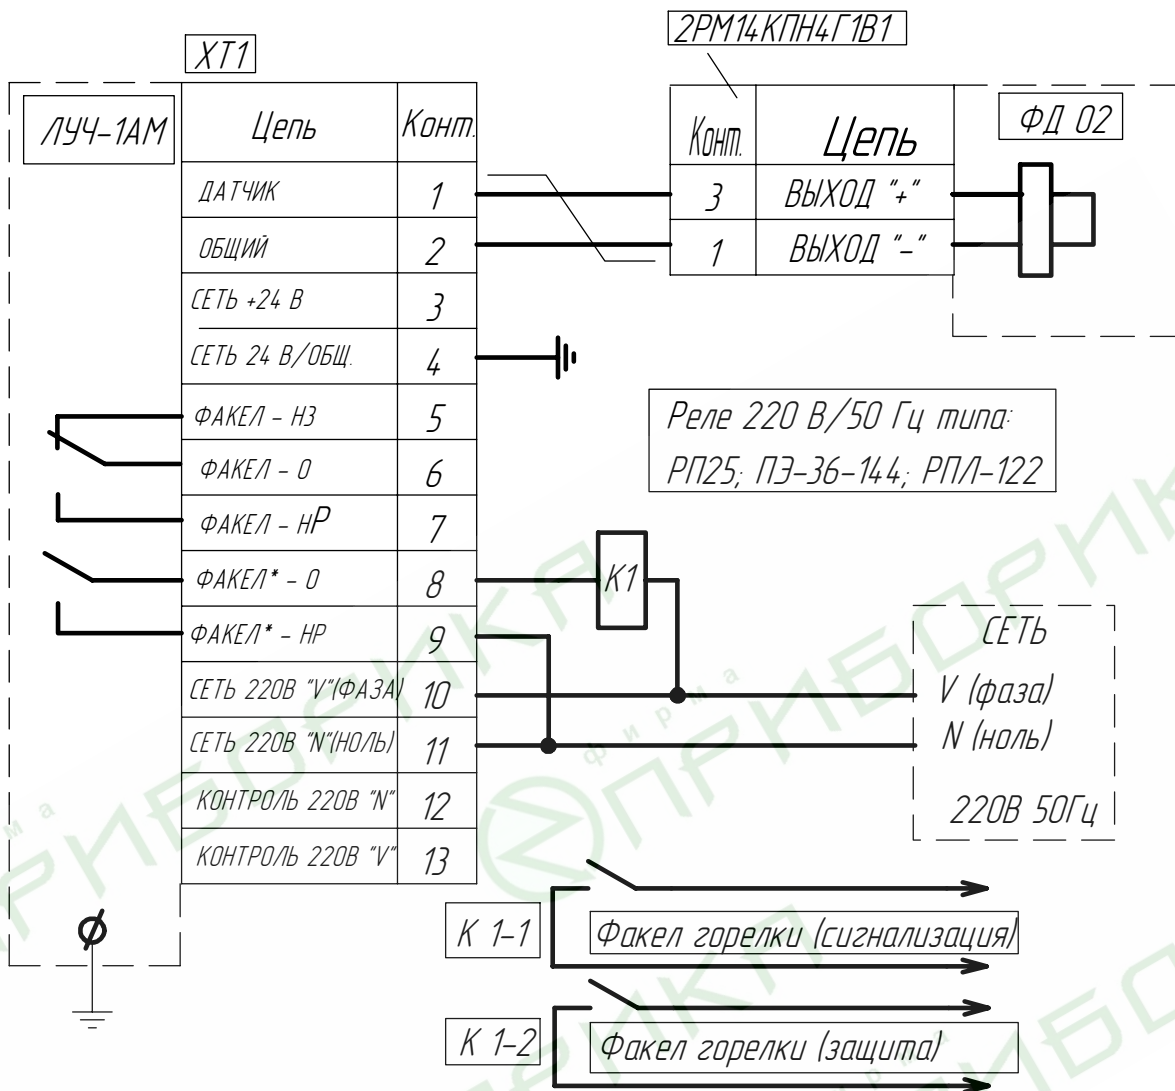 2РМ14КПН4Г1В1
ХТ1
ЛУЧ-1АМ
Цепь Конт.
ДАТЧИК 1
ОБЩИЙ 2
СЕТЬ +24 В 3
СЕТЬ 24 В/ОБЩ. 4
ФАКЕЛ - НЗ 5
ФАКЕЛ - О 6
ФАКЕЛ - НР 7
ФАКЕЛ* - О 8
ФАКЕЛ* - НР 9
СЕТЬ 220В "V"(ФАЗА) 10
СЕТЬ 220В "N"(НОЛЬ) 11
КОНТРОЛЬ 220В "N" 12
КОНТРОЛЬ 220В "V" 13
Конт. Цепь
3 ВЫХОД "+"
1 ВЫХОД "-"
ФД 02
Реле 220 В/50 Гц типа:
РП25; ПЭ-36-144; РПЛ-122
К1
СЕТЬ
V (фаза)
N (ноль)
220В 50Гц
К 1-1
Факел горелки (сигнализация)
К 1-2
Факел горелки (защита)
фирма
ПРИБОРИКА